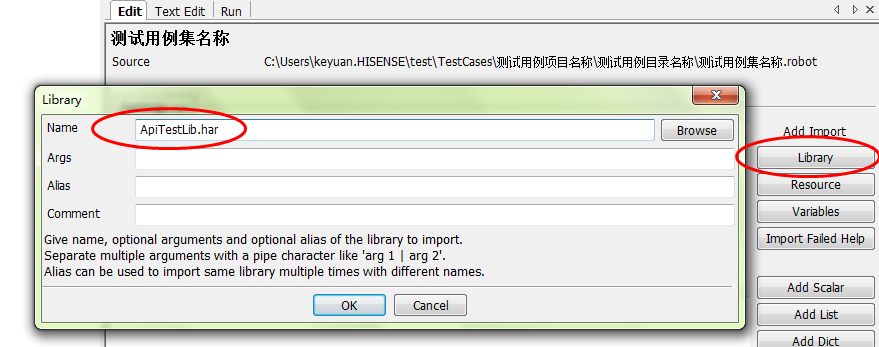 Edit Text Edit Run
测试用例集名称
Source C:\Users\keyuan.HISENSE\test\TestCases\测试用例项目名称\测试用例目录名称\测试用例集名称.robot
Library
Name ApiTestLib.har Browse
Args
Alias
Comment
Give name, optional arguments and optional alias of the library to import.
Separate multiple arguments with a pipe character like 'arg 1 | arg 2'.
Alias can be used to import same library multiple times with different names.
OK Cancel
Add Import
Library
Resource
Variables
Import Failed Help
Add Scalar
Add List
Add Dict